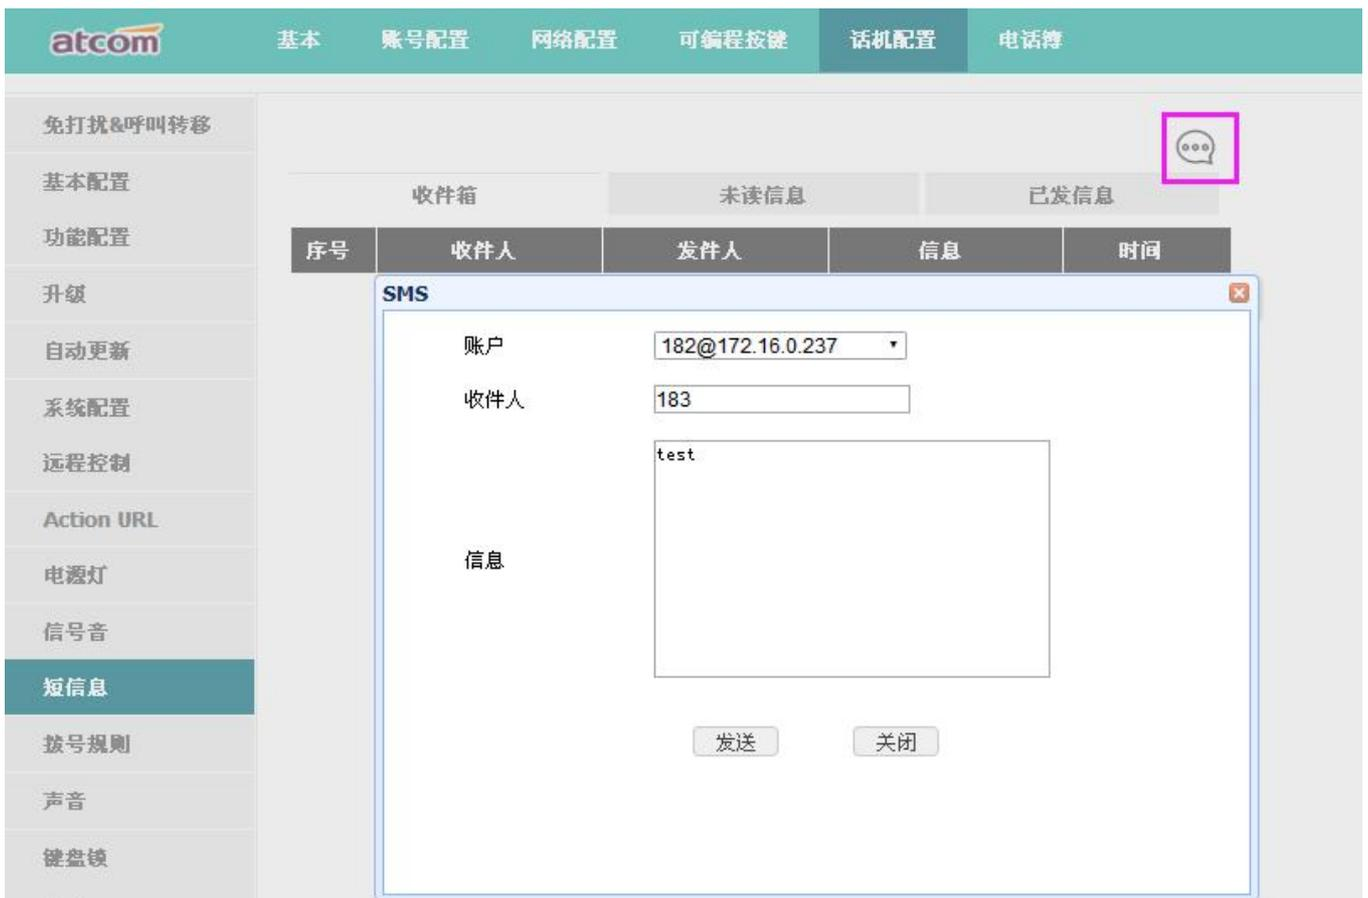 atcom
基本 账号配置 网络配置 可编程按键 话机配置 电话簿
免打扰&呼叫转移
基本配置
功能配置
升级
自动更新
系统配置
远程控制
Action URL
电源灯
信号音
短信息
拨号规则
声音
键盘锁
收件箱 未读信息 已发信息
序号 收件人 发件人 信息 时间
SMS
账户 182@172.16.0.237
收件人 183
信息 test
发送 关闭